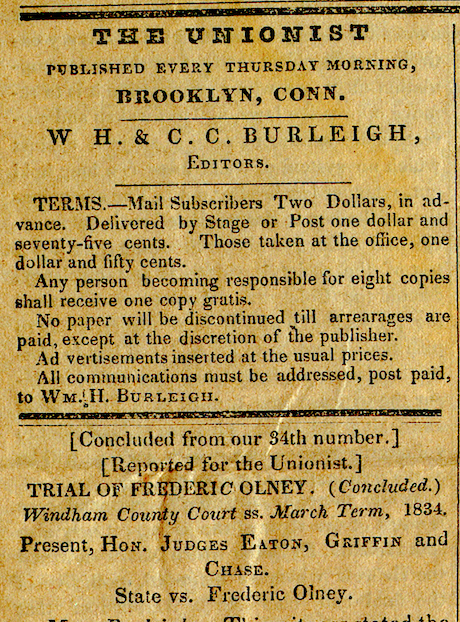 THE UNIONIST
PUBLISHED EVERY THURSDAY MORNING,
BROOKLYN, CONN.
W H. & C. C. BURLEIGH,
EDITORS.
TERMS.—Mail Subscribers Two Dollars, in ad-
vance. Delivered by Stage or Post one dollar and
seventy-five cents. Those taken at the office, one
dollar and fifty cents.
Any person becoming responsible for eight copies
shall receive one copy gratis.
No paper will be discontinued till arrearages are
paid, except at the discretion of the publisher.
Ad vertisements inserted at the usual prices.
All communications must be addressed, post paid,
to WM. H. BURLEIGH.
[Concluded from our 34th number.]
[Reported for the Unionist.]
TRIAL OF FREDERIC OLNEY. (Concluded.)
Windham County Court ss. March Term, 1834.
Present, HON. JUDGES EATON, GRIFFIN and
CHASE.
State vs. Frederic Olney.